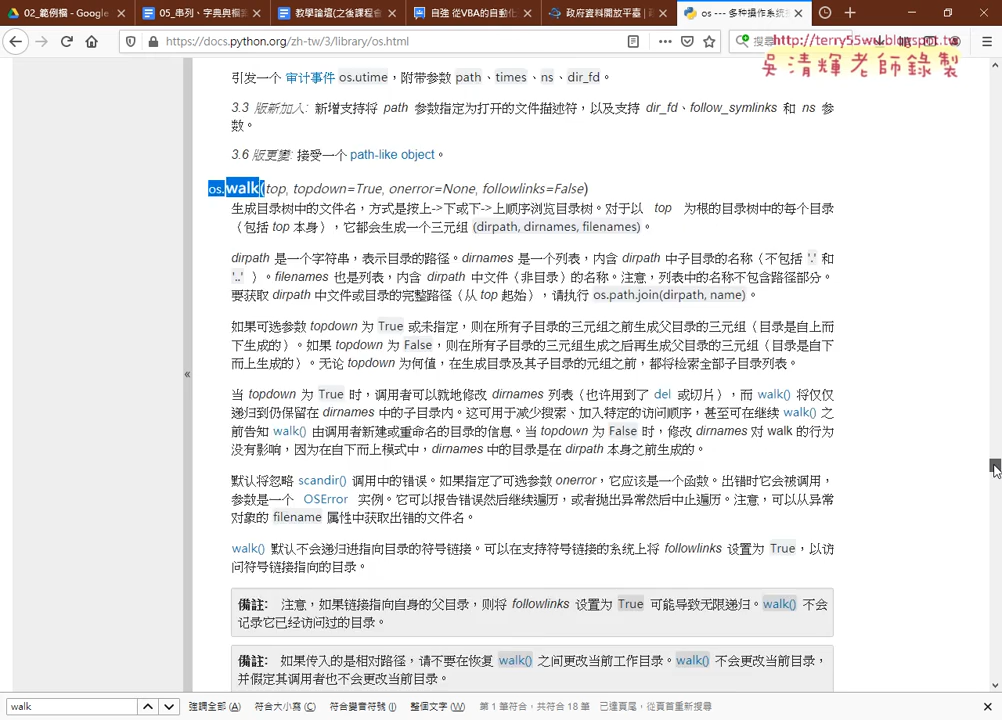 02_範例檔 - Google
05_串列、字典與檔案
教學論壇(之後課程會
自強 從VBA的自動化
政府資料開放平臺
os --- 多种操作系统
https://docs.python.org/zh-tw/3/library/os.html
搜尋
http://terry55wu.blogspot.tw
吳清輝老師錄製
引发一个 审计事件 os.utime，附带参数 path、times、ns、dir_fd。
3.3 版新加入: 新增支持将 path 参数指定为打开的文件描述符，以及支持 dir_fd、follow_symlinks 和 ns 参
数。
3.6 版更變: 接受一个 path-like object。
os.walk(top, topdown=True, onerror=None, followlinks=False)
生成目录树中的文件名，方式是按上->下或下->上顺序浏览目录树。对于以 top 为根的目录树中的每个目录
（包括 top 本身），它都会生成一个三元组 (dirpath, dirnames, filenames)。
dirpath 是一个字符串，表示目录的路径。dirnames 是一个列表，内含 dirpath 中子目录的名称（不包括 '.' 和
'..' ）。filenames 也是列表，内含 dirpath 中文件（非目录）的名称。注意，列表中的名称不包含路径部分。
要获取 dirpath 中文件或目录的完整路径（从 top 起始），请执行 os.path.join(dirpath, name)。
如果可选参数 topdown 为 True 或未指定，则在所有子目录的三元组之前生成父目录的三元组（目录是自上而
下生成的）。如果 topdown 为 False，则在所有子目录的三元组生成之后再生成父目录的三元组（目录是自下
而上生成的）。无论 topdown 为何值，在生成目录及其子目录的元组之前，都将检索全部子目录列表。
当 topdown 为 True 时，调用者可以就地修改 dirnames 列表（也许用到了 del 或切片），而 walk() 将仅仅
递归到仍保留在 dirnames 中的子目录内。这可用于减少搜索、加入特定的访问顺序，甚至可在继续 walk() 之
前告知 walk() 由调用者新建或重命名的目录的信息。当 topdown 为 False 时，修改 dirnames 对 walk 的行为
没有影响，因为在自下而上模式中，dirnames 中的目录是在 dirpath 本身之前生成的。
默认将忽略 scandir() 调用中的错误。如果指定了可选参数 onerror，它应该是一个函数。出错时它会被调用，
参数是一个 OSError 实例。它可以报告错误然后继续遍历，或者抛出异常然后中止遍历。注意，可以从异常
对象的 filename 属性中获取出错的文件名。
walk() 默认不会递归进指向目录的符号链接。可以在支持符号链接的系统上将 followlinks 设置为 True，以访
问符号链接指向的目录。
備註: 注意，如果链接指向自身的父目录，则将 followlinks 设置为 True 可能导致无限递归。walk() 不会
记录它已经访问过的目录。
備註: 如果传入的是相对路径，请不要在恢复 walk() 之间更改当前工作目录。walk() 不会更改当前目录，
并假定其调用者也不会更改当前目录。
walk
強調全部 (A)
符合大小寫 (C)
符合變音符號 (I)
整個文字 (W)
第 1 筆符合，共符合 18 筆
已達頁尾，從頁首重新搜尋